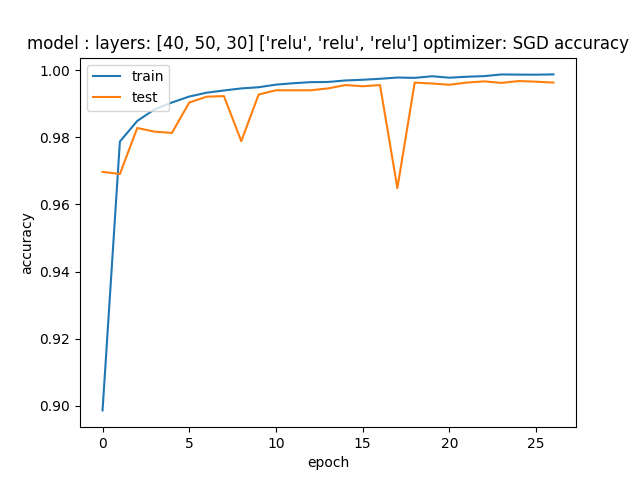 model : layers: [40, 50, 30] ['relu', 'relu', 'relu'] optimizer: SGD accuracy
train
test
1.00
0.98
0.96
0.94
0.92
0.90
accuracy
0 5 10 15 20 25
epoch